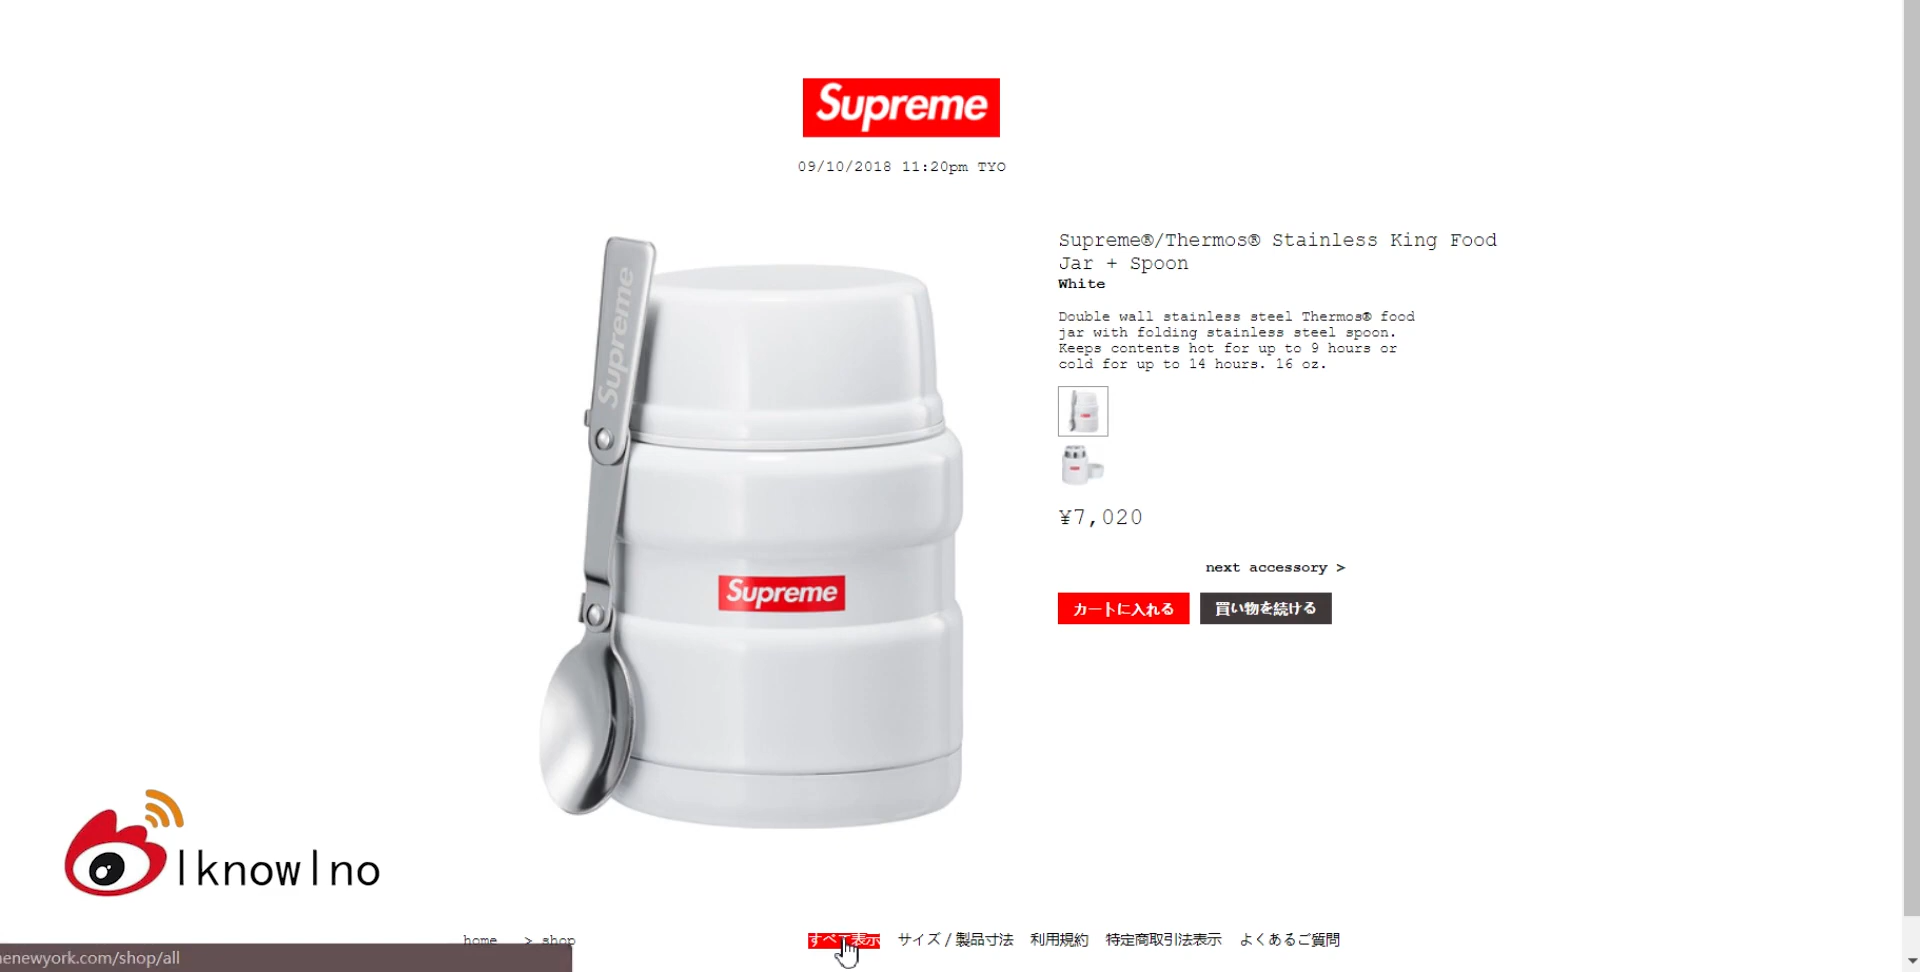 Supreme
09/10/2018 11:20pm TYO
Supreme
Supreme®/Thermos® Stainless King Food
Jar + Spoon
White
Double wall stainless steel Thermos® food
jar with folding stainless steel spoon.
Keeps contents hot for up to 9 hours or
cold for up to 14 hours. 16 oz.
¥7,020
next accessory >
カートに入れる 買い物を続ける
Supreme
|know|no
home > shop すべて表示 サイズ / 製品寸法 利用規約 特定商取引法表示 よくあるご質問
enewyork.com/shop/all